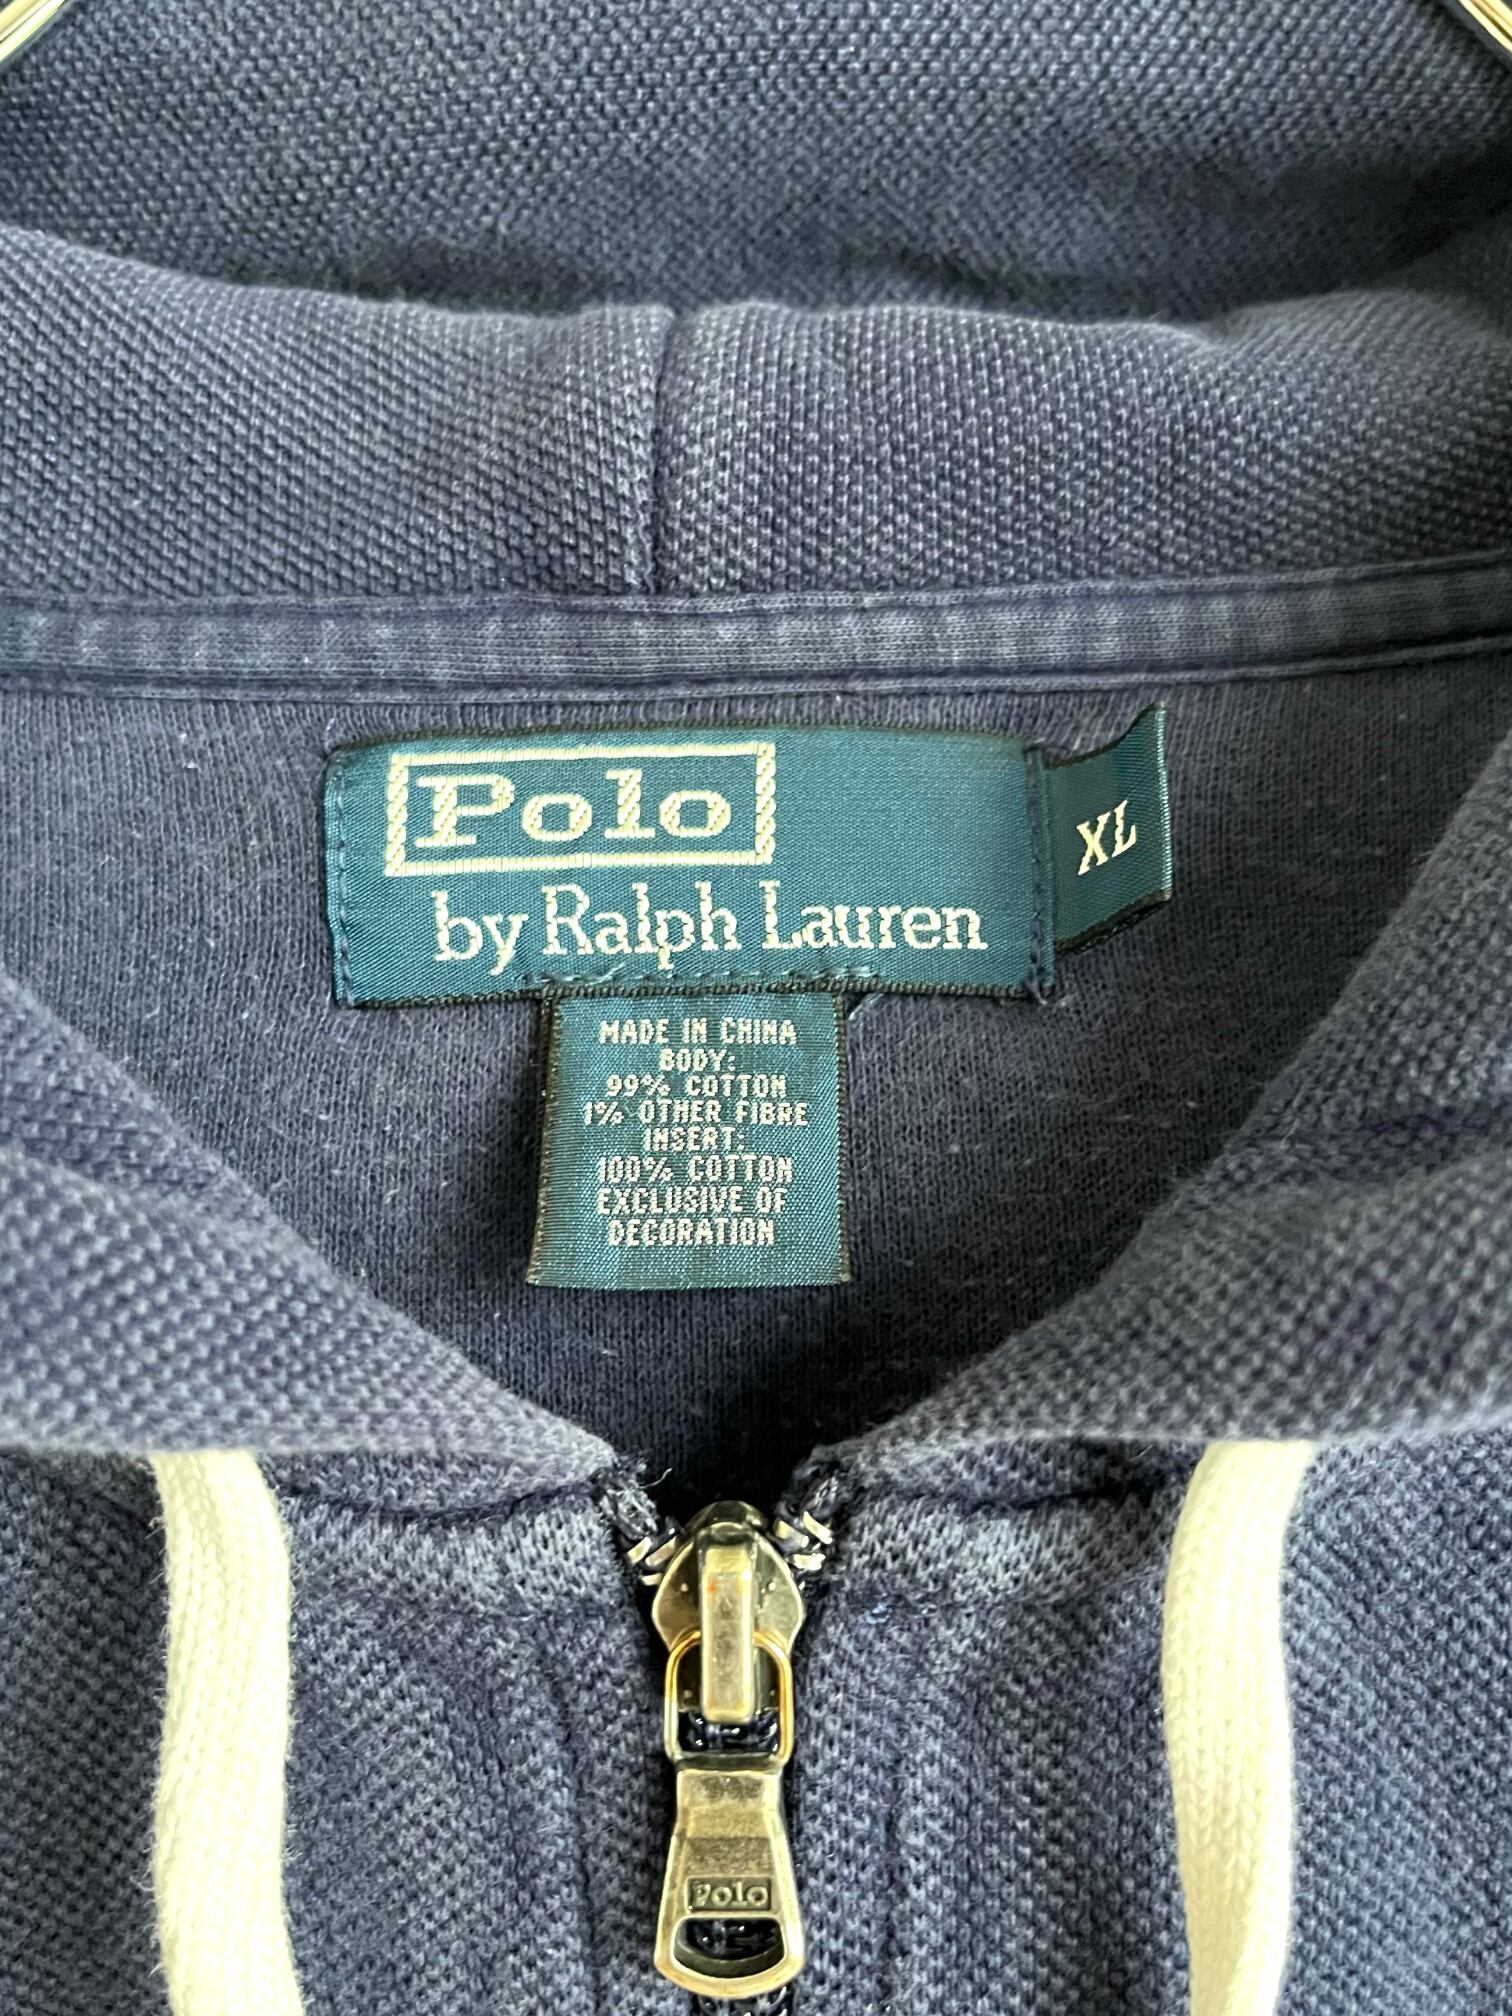 Polo
by Ralph Lauren
XL
MADE IN CHINA
BODY:
99% COTTON
1% OTHER FIBRE
INSERT:
100% COTTON
EXCLUSIVE OF
DECORATION
Polo